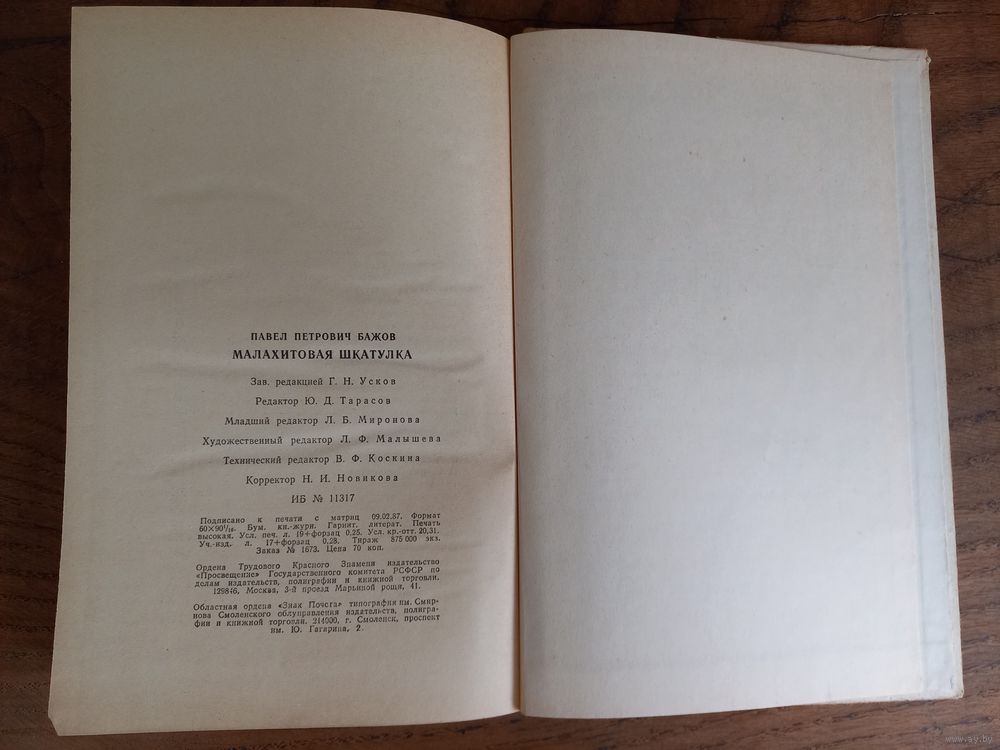 ПАВЕЛ ПЕТРОВИЧ БАЖОВ
МАЛАХИТОВАЯ ШКАТУЛКА
Зав. редакцией Г. Н. Усков
Редактор Ю. Д. Тарасов
Младший редактор Л. Б. Миронова
Художественный редактор Л. Ф. Малышева
Технический редактор В. Ф. Коскина
Корректор Н. И. Новикова
ИБ № 11317
Подписано к печати с матриц 09.02.87. Формат
60×90¹/₁₆. Бум. кн.-журн. Гарнит. литерат. Печать
высокая. Усл. печ. л. 19+форзац 0,25. Усл. кр.-отт. 20,31.
Уч.-изд. л. 17+форзац 0,28. Тираж 875 000 экз.
Заказ № 1673. Цена 70 коп.
Ордена Трудового Красного Знамени издательство
«Просвещение» Государственного комитета РСФСР по
делам издательств, полиграфии и книжной торговли.
129846, Москва, 3-й проезд Марьиной рощи, 41.
Областная ордена «Знак Почета» типография им. Смир-
нова Смоленского облуправления издательств, полигра-
фии и книжной торговли. 214000, г. Смоленск, проспект
им. Ю. Гагарина, 2.
www.ay.by